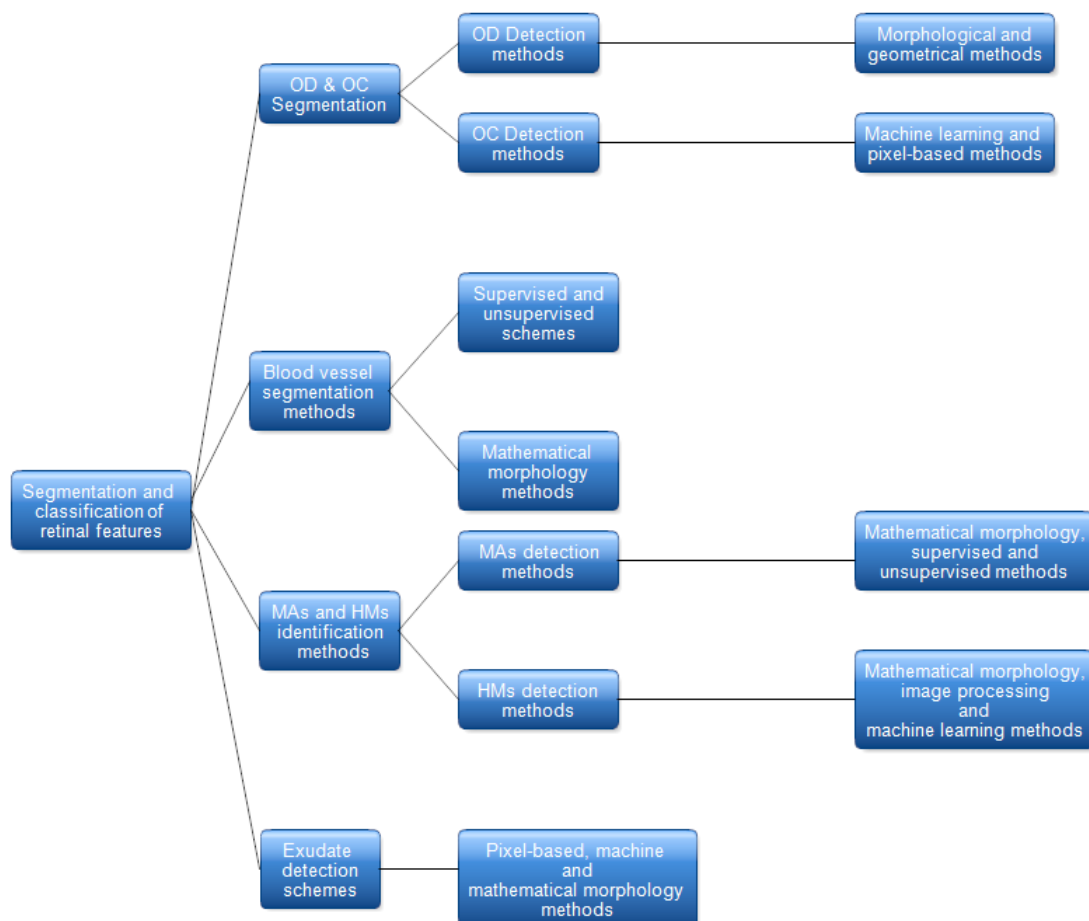 OD Detection
methods
Morphological and
geometrical methods
OD & OC
Segmentation
OC Detection
methods
Machine learning and
pixel-based methods
Supervised and
unsupervised
schemes
Blood vessel
segmentation
methods
Mathematical
morphology
methods
Segmentation and
classification of
retinal features
MAs detection
methods
Mathematical morphology,
supervised and
unsupervised methods
MAs and HMs
identification
methods
HMs detection
methods
Mathematical morphology,
image processing
and
machine learning methods
Exudate
detection
schemes
Pixel-based, machine
and
mathematical morphology
methods